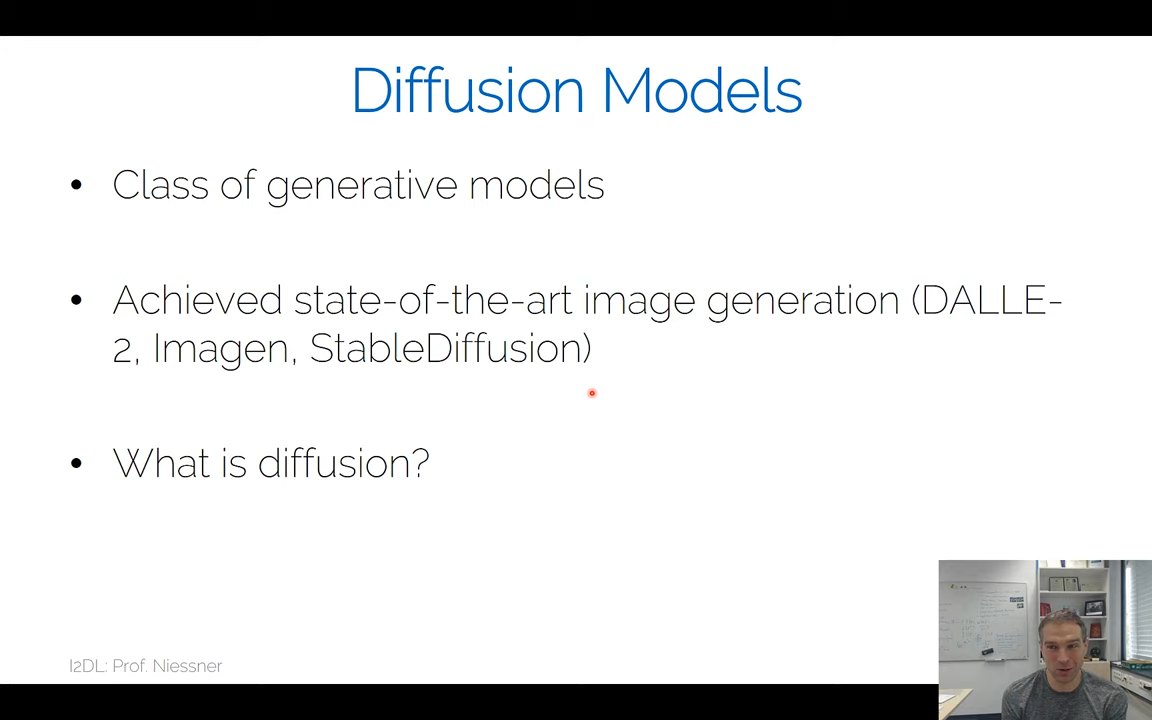 Diffusion Models
• Class of generative models
• Achieved state-of-the-art image generation (DALLE-
2, Imagen, StableDiffusion)
• What is diffusion?
I2DL: Prof. Niessner